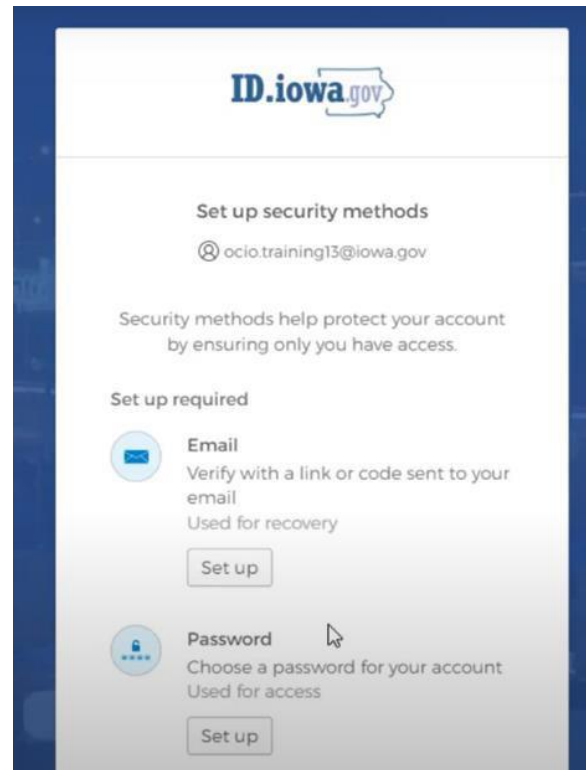 ID.iowa.gov
Set up security methods
ocio.training13@iowa.gov
Security methods help protect your account
by ensuring only you have access.
Set up required
Email
Verify with a link or code sent to your
email
Used for recovery
Set up
Password
Choose a password for your account
Used for access
Set up